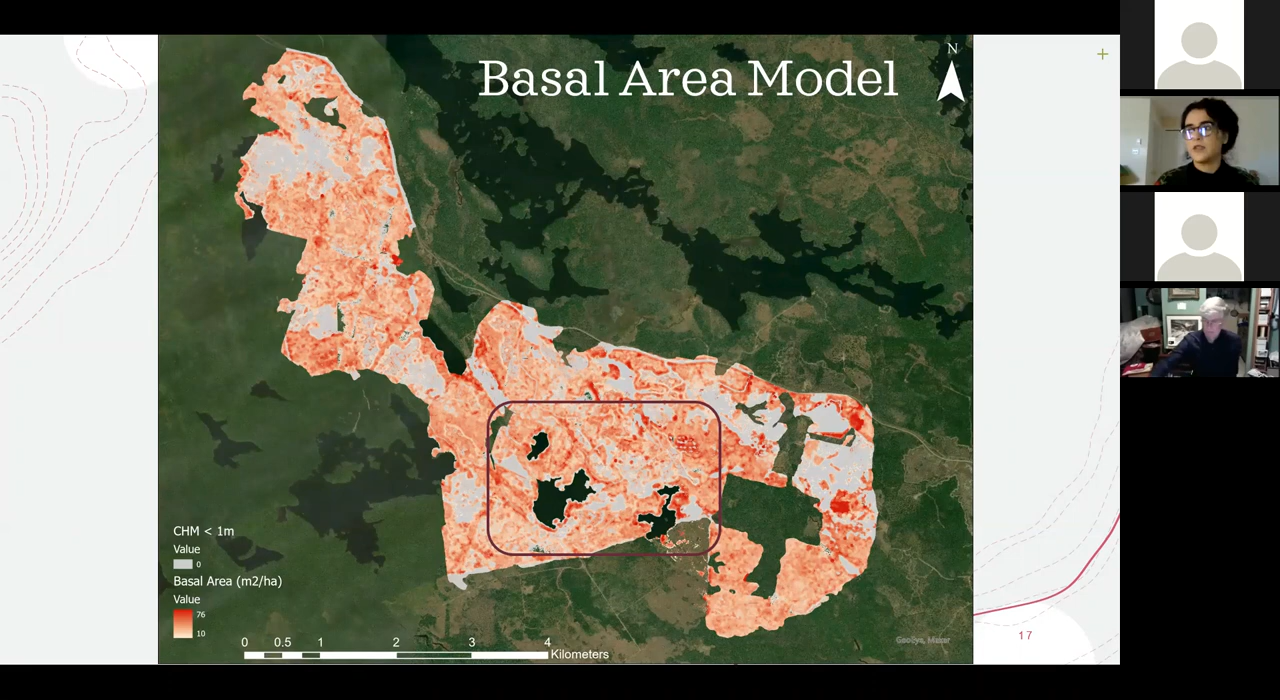 Basal Area Model
N
+
CHM < 1m
Value
0
Basal Area (m2/ha)
Value
76
10
0 0.5 1 2 3 4
Kilometers
17